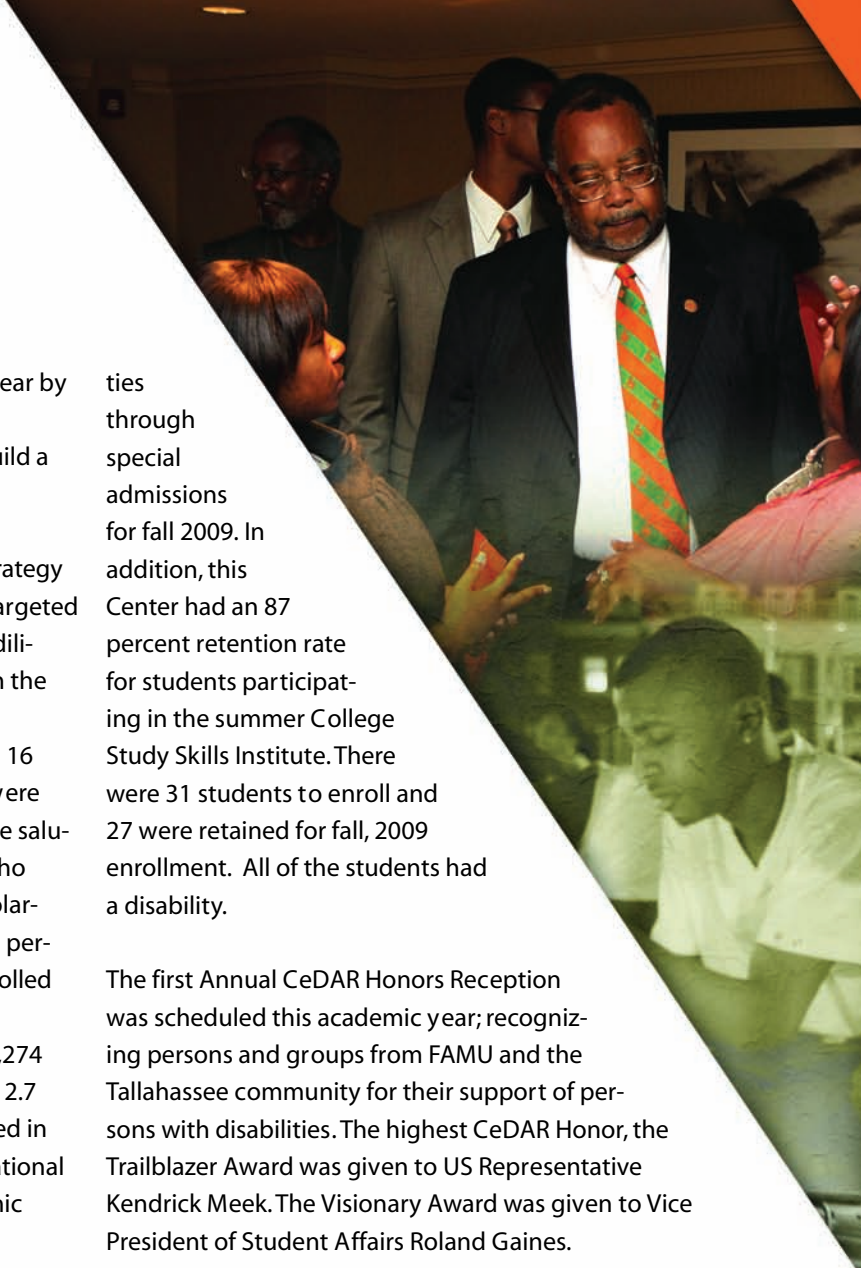 ear by
uild a
rategy
argeted
dili-
n the
16
were
e salu-
ho
olar-
per-
olled
,274
2.7
ed in
ational
nic
ties
through
special
admissions
for fall 2009. In
addition, this
Center had an 87
percent retention rate
for students participat-
ing in the summer College
Study Skills Institute. There
were 31 students to enroll and
27 were retained for fall, 2009
enrollment. All of the students had
a disability.
The first Annual CeDAR Honors Reception
was scheduled this academic year; recogniz-
ing persons and groups from FAMU and the
Tallahassee community for their support of per-
sons with disabilities. The highest CeDAR Honor, the
Trailblazer Award was given to US Representative
Kendrick Meek. The Visionary Award was given to Vice
President of Student Affairs Roland Gaines.